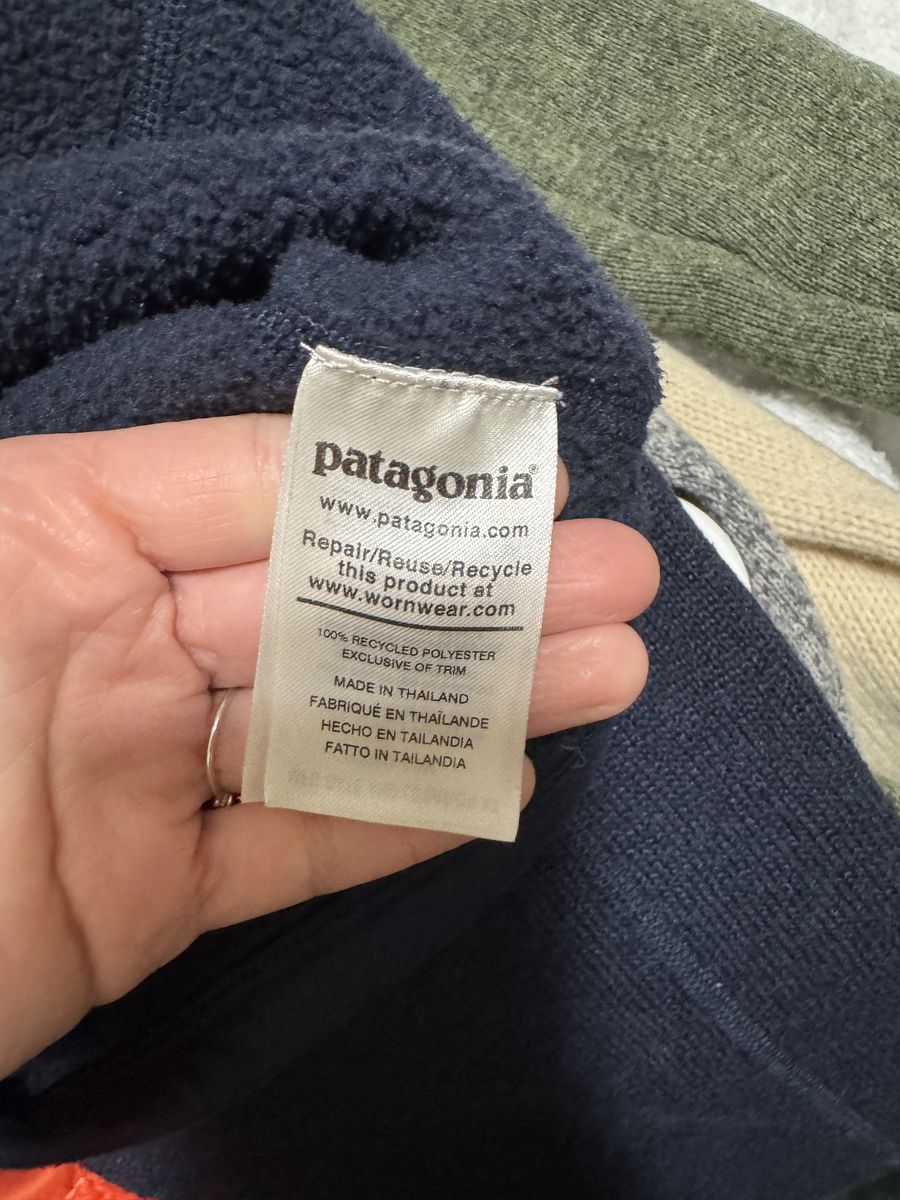 patagonia®
www.patagonia.com
Repair/Reuse/Recycle
this product at
www.wornwear.com
100% RECYCLED POLYESTER
EXCLUSIVE OF TRIM
MADE IN THAILAND
FABRIQUÉ EN THAÏLANDE
HECHO EN TAILANDIA
FATTO IN TAILANDIA